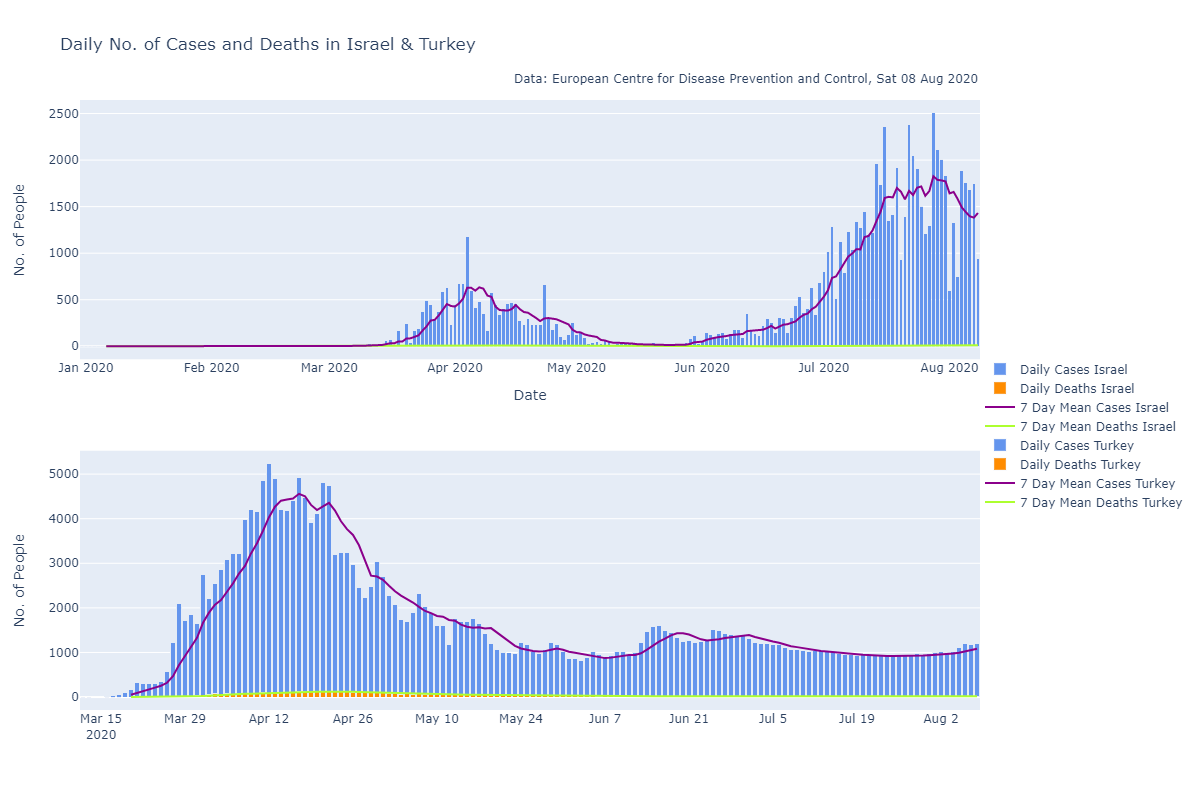 Daily No. of Cases and Deaths in Israel & Turkey
Data: European Centre for Disease Prevention and Control, Sat 08 Aug 2020
No. of People
2500
2000
1500
1000
500
0
Jan 2020 Feb 2020 Mar 2020 Apr 2020 May 2020 Jun 2020 Jul 2020 Aug 2020
Date
Daily Cases Israel
Daily Deaths Israel
7 Day Mean Cases Israel
7 Day Mean Deaths Israel
Daily Cases Turkey
Daily Deaths Turkey
7 Day Mean Cases Turkey
7 Day Mean Deaths Turkey
No. of People
5000
4000
3000
2000
1000
0
Mar 15 Mar 29 Apr 12 Apr 26 May 10 May 24 Jun 7 Jun 21 Jul 5 Jul 19 Aug 2
2020